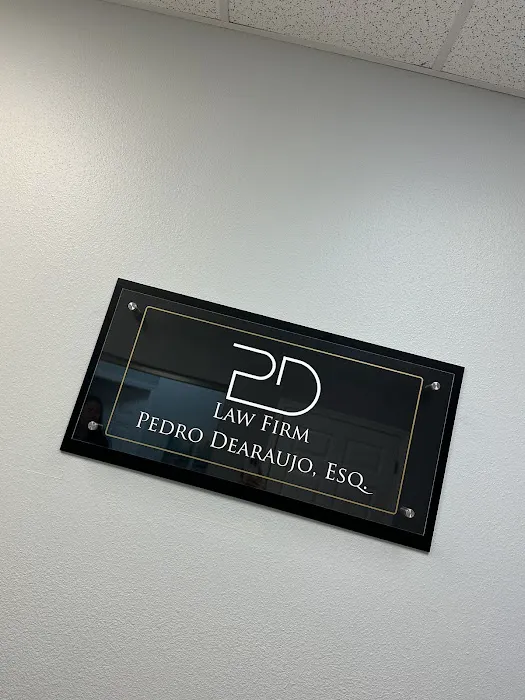 PD
LAW FIRM
PEDRO DEARAUJO, ESQ.